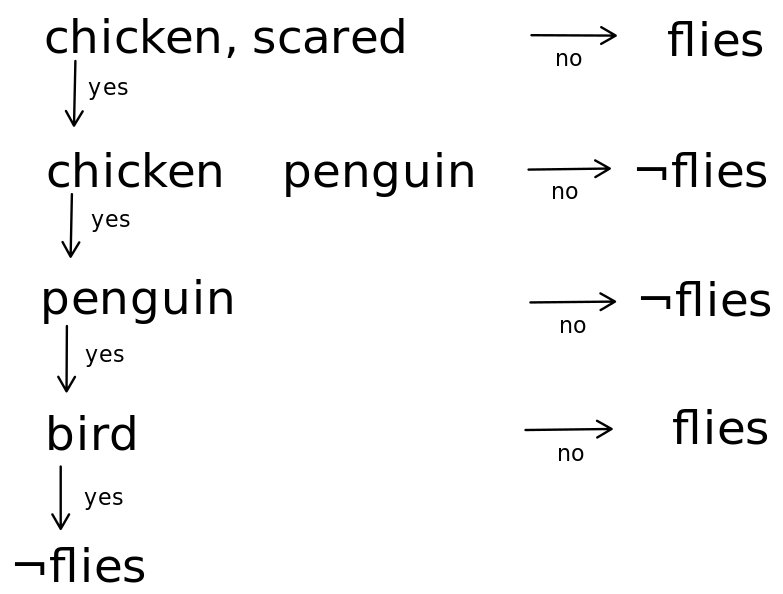 chicken, scared no flies
yes
chicken penguin no ¬flies
yes
penguin no ¬flies
yes
bird no flies
yes
¬flies